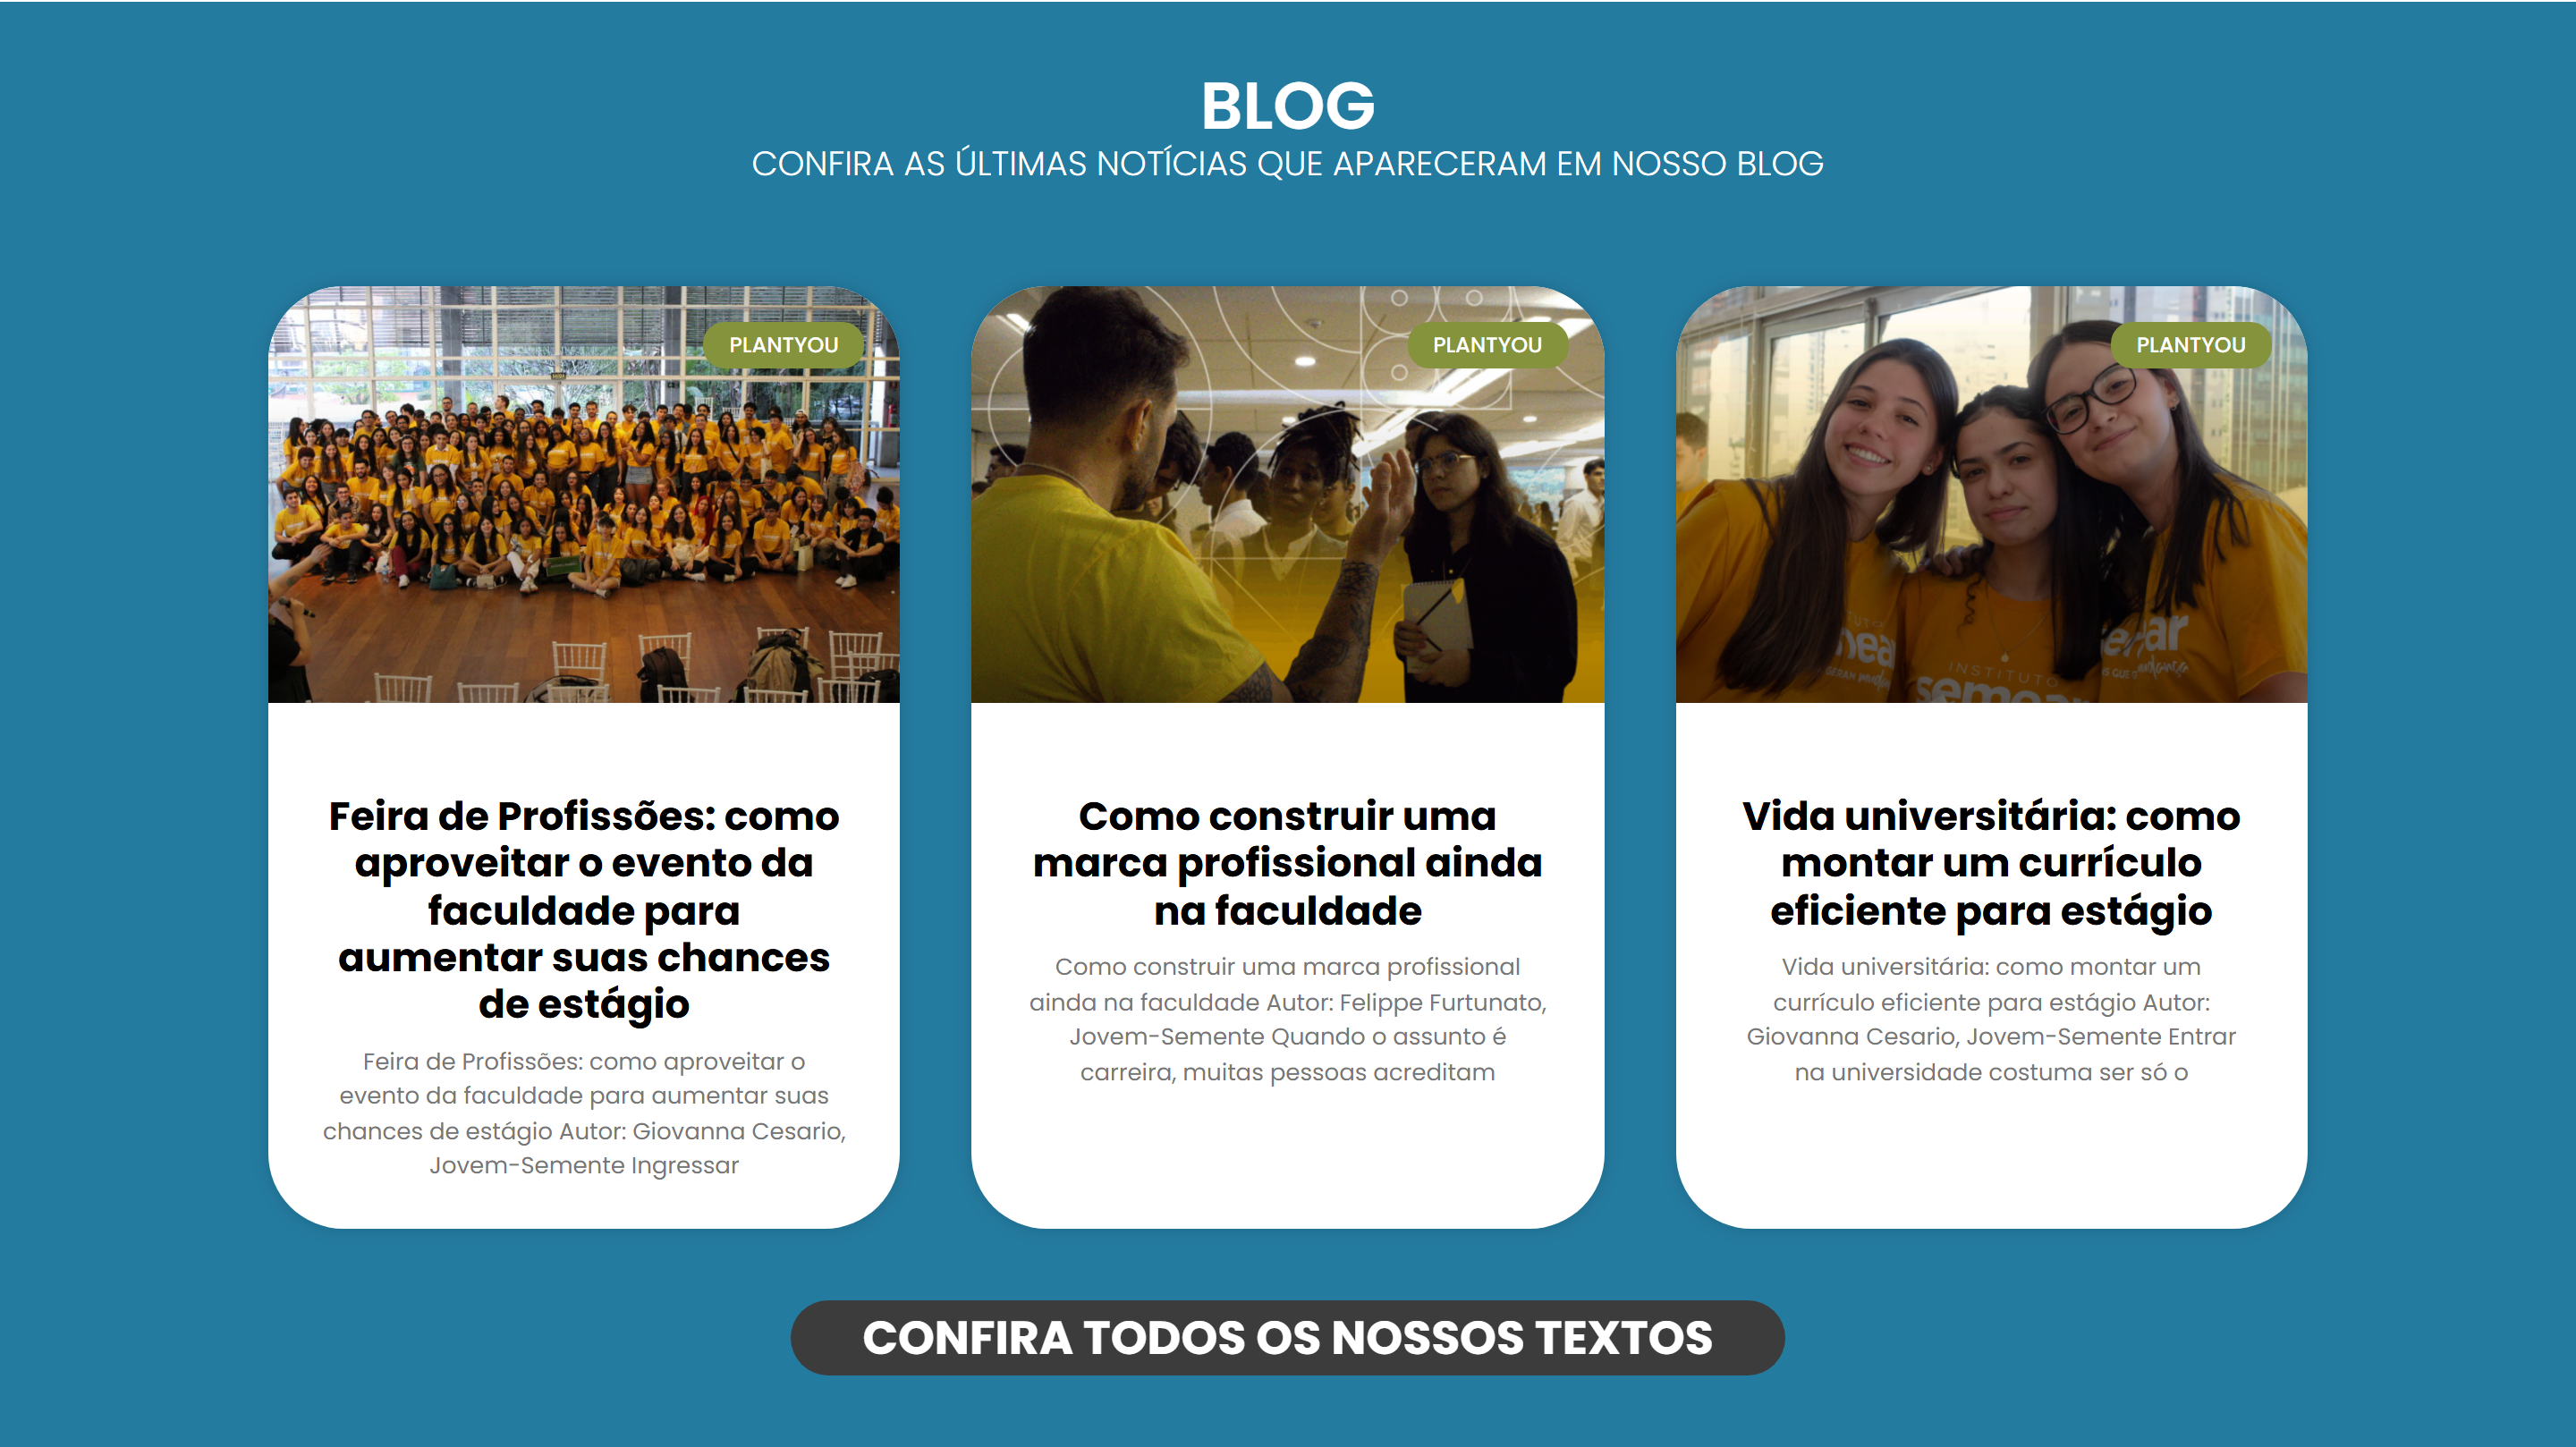 BLOG
CONFIRA AS ÚLTIMAS NOTÍCIAS QUE APARECERAM EM NOSSO BLOG
PLANTYOU
Feira de Profissões: como
aproveitar o evento da
faculdade para
aumentar suas chances
de estágio
Feira de Profissões: como aproveitar o
evento da faculdade para aumentar suas
chances de estágio Autor: Giovanna Cesario,
Jovem-Semente Ingressar
PLANTYOU
Como construir uma
marca profissional ainda
na faculdade
Como construir uma marca profissional
ainda na faculdade Autor: Felippe Furtunato,
Jovem-Semente Quando o assunto é
carreira, muitas pessoas acreditam
PLANTYOU
INSTITUTO
semear
Vida universitária: como
montar um currículo
eficiente para estágio
Vida universitária: como montar um
currículo eficiente para estágio Autor:
Giovanna Cesario, Jovem-Semente Entrar
na universidade costuma ser só o
CONFIRA TODOS OS NOSSOS TEXTOS